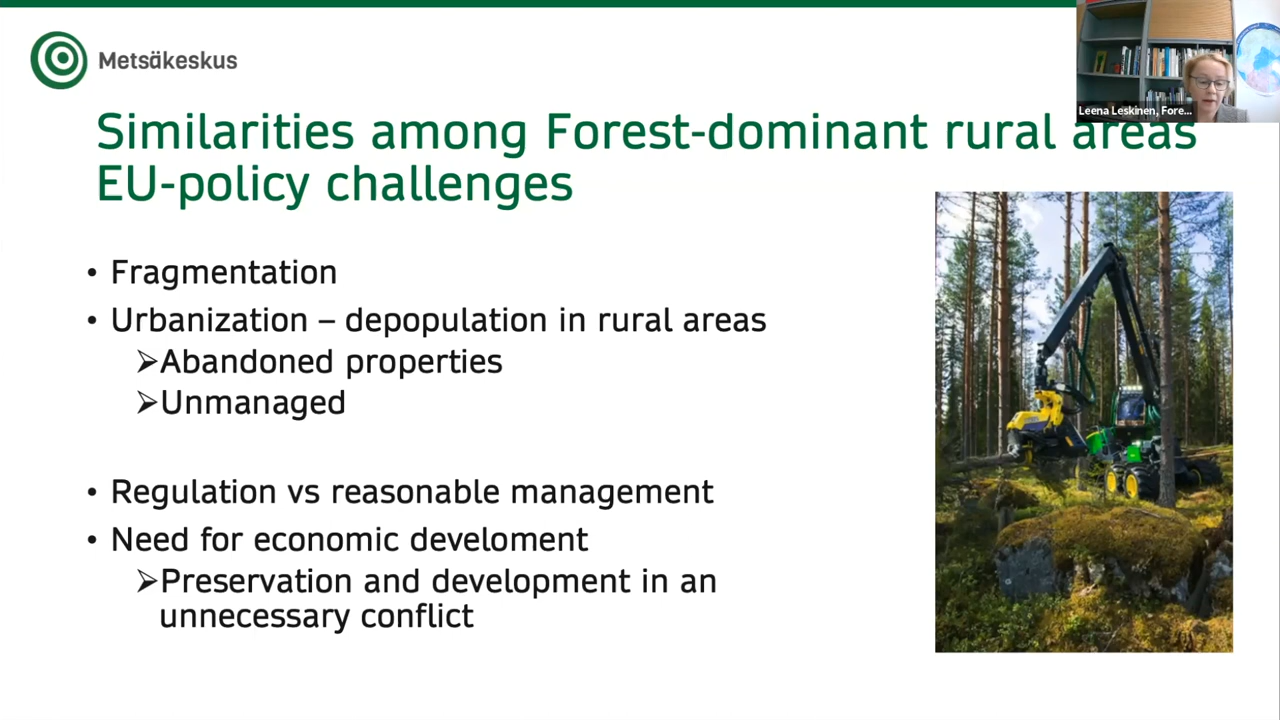 Metsäkeskus
Leena Leskinen, Fore...
Similarities among Forest-dominant rural areas
EU-policy challenges
• Fragmentation
• Urbanization – depopulation in rural areas
➢Abandoned properties
➢Unmanaged
• Regulation vs reasonable management
• Need for economic develoment
➢Preservation and development in an
unnecessary conflict